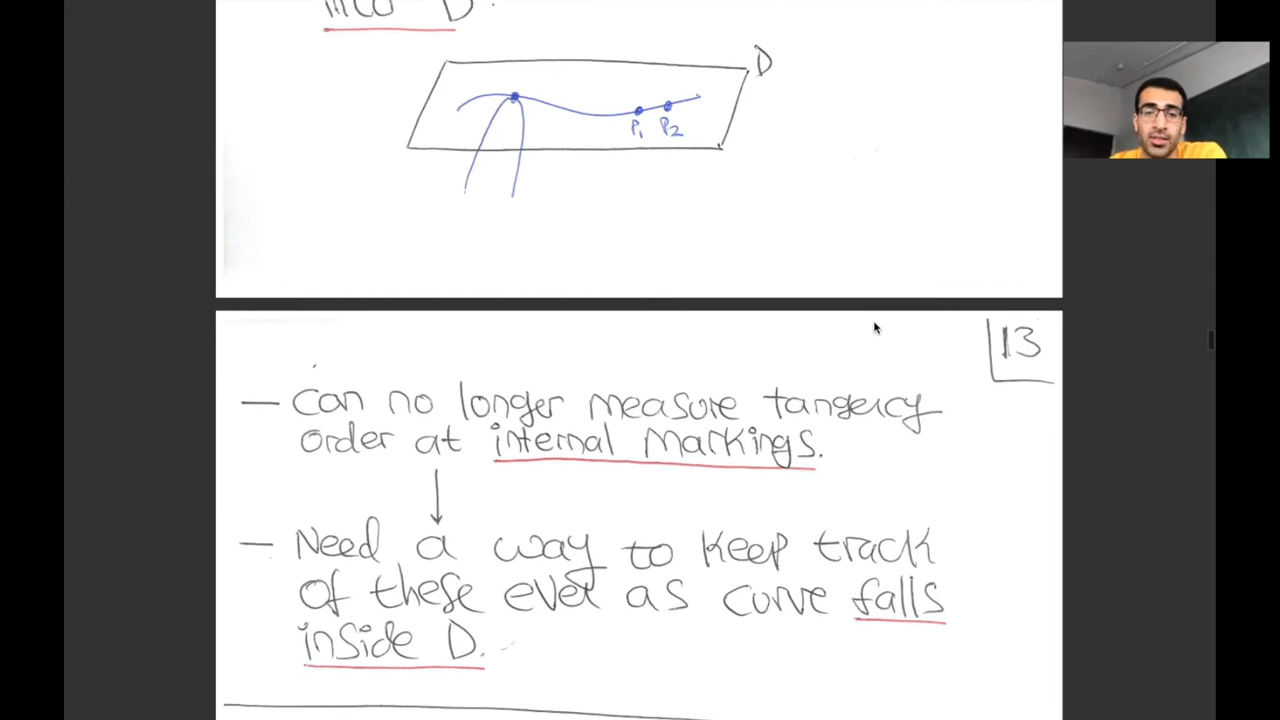 into D.
D
P1 P2
13
— Can no longer measure tangency
order at internal markings.
— Need a way to keep track
of these even as curve falls
inside D.